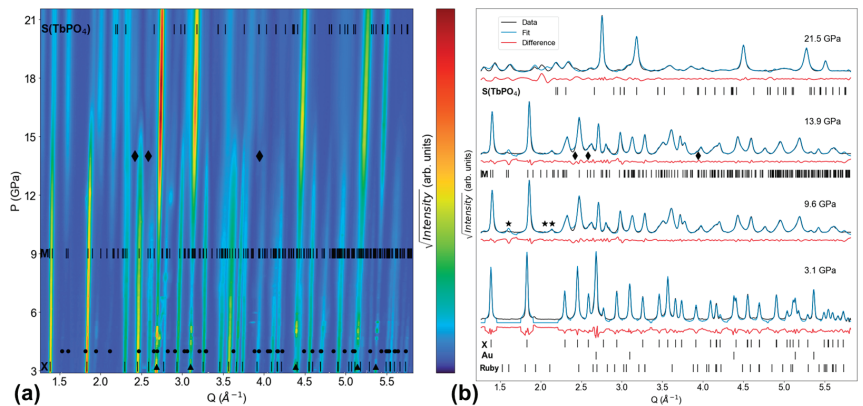 21
18
15
12
9
6
3
P (GPa)
S(TbPO₄)
M
X
1.5 2.0 2.5 3.0 3.5 4.0 4.5 5.0 5.5
Q (Å⁻¹)
(a)
√Intensity (arb. units)
√Intensity (arb. units)
Data
Fit
Difference
21.5 GPa
S(TbPO₄)
13.9 GPa
M
9.6 GPa
3.1 GPa
X
Au
Ruby
1.5 2.0 2.5 3.0 3.5 4.0 4.5 5.0 5.5
Q (Å⁻¹)
(b)